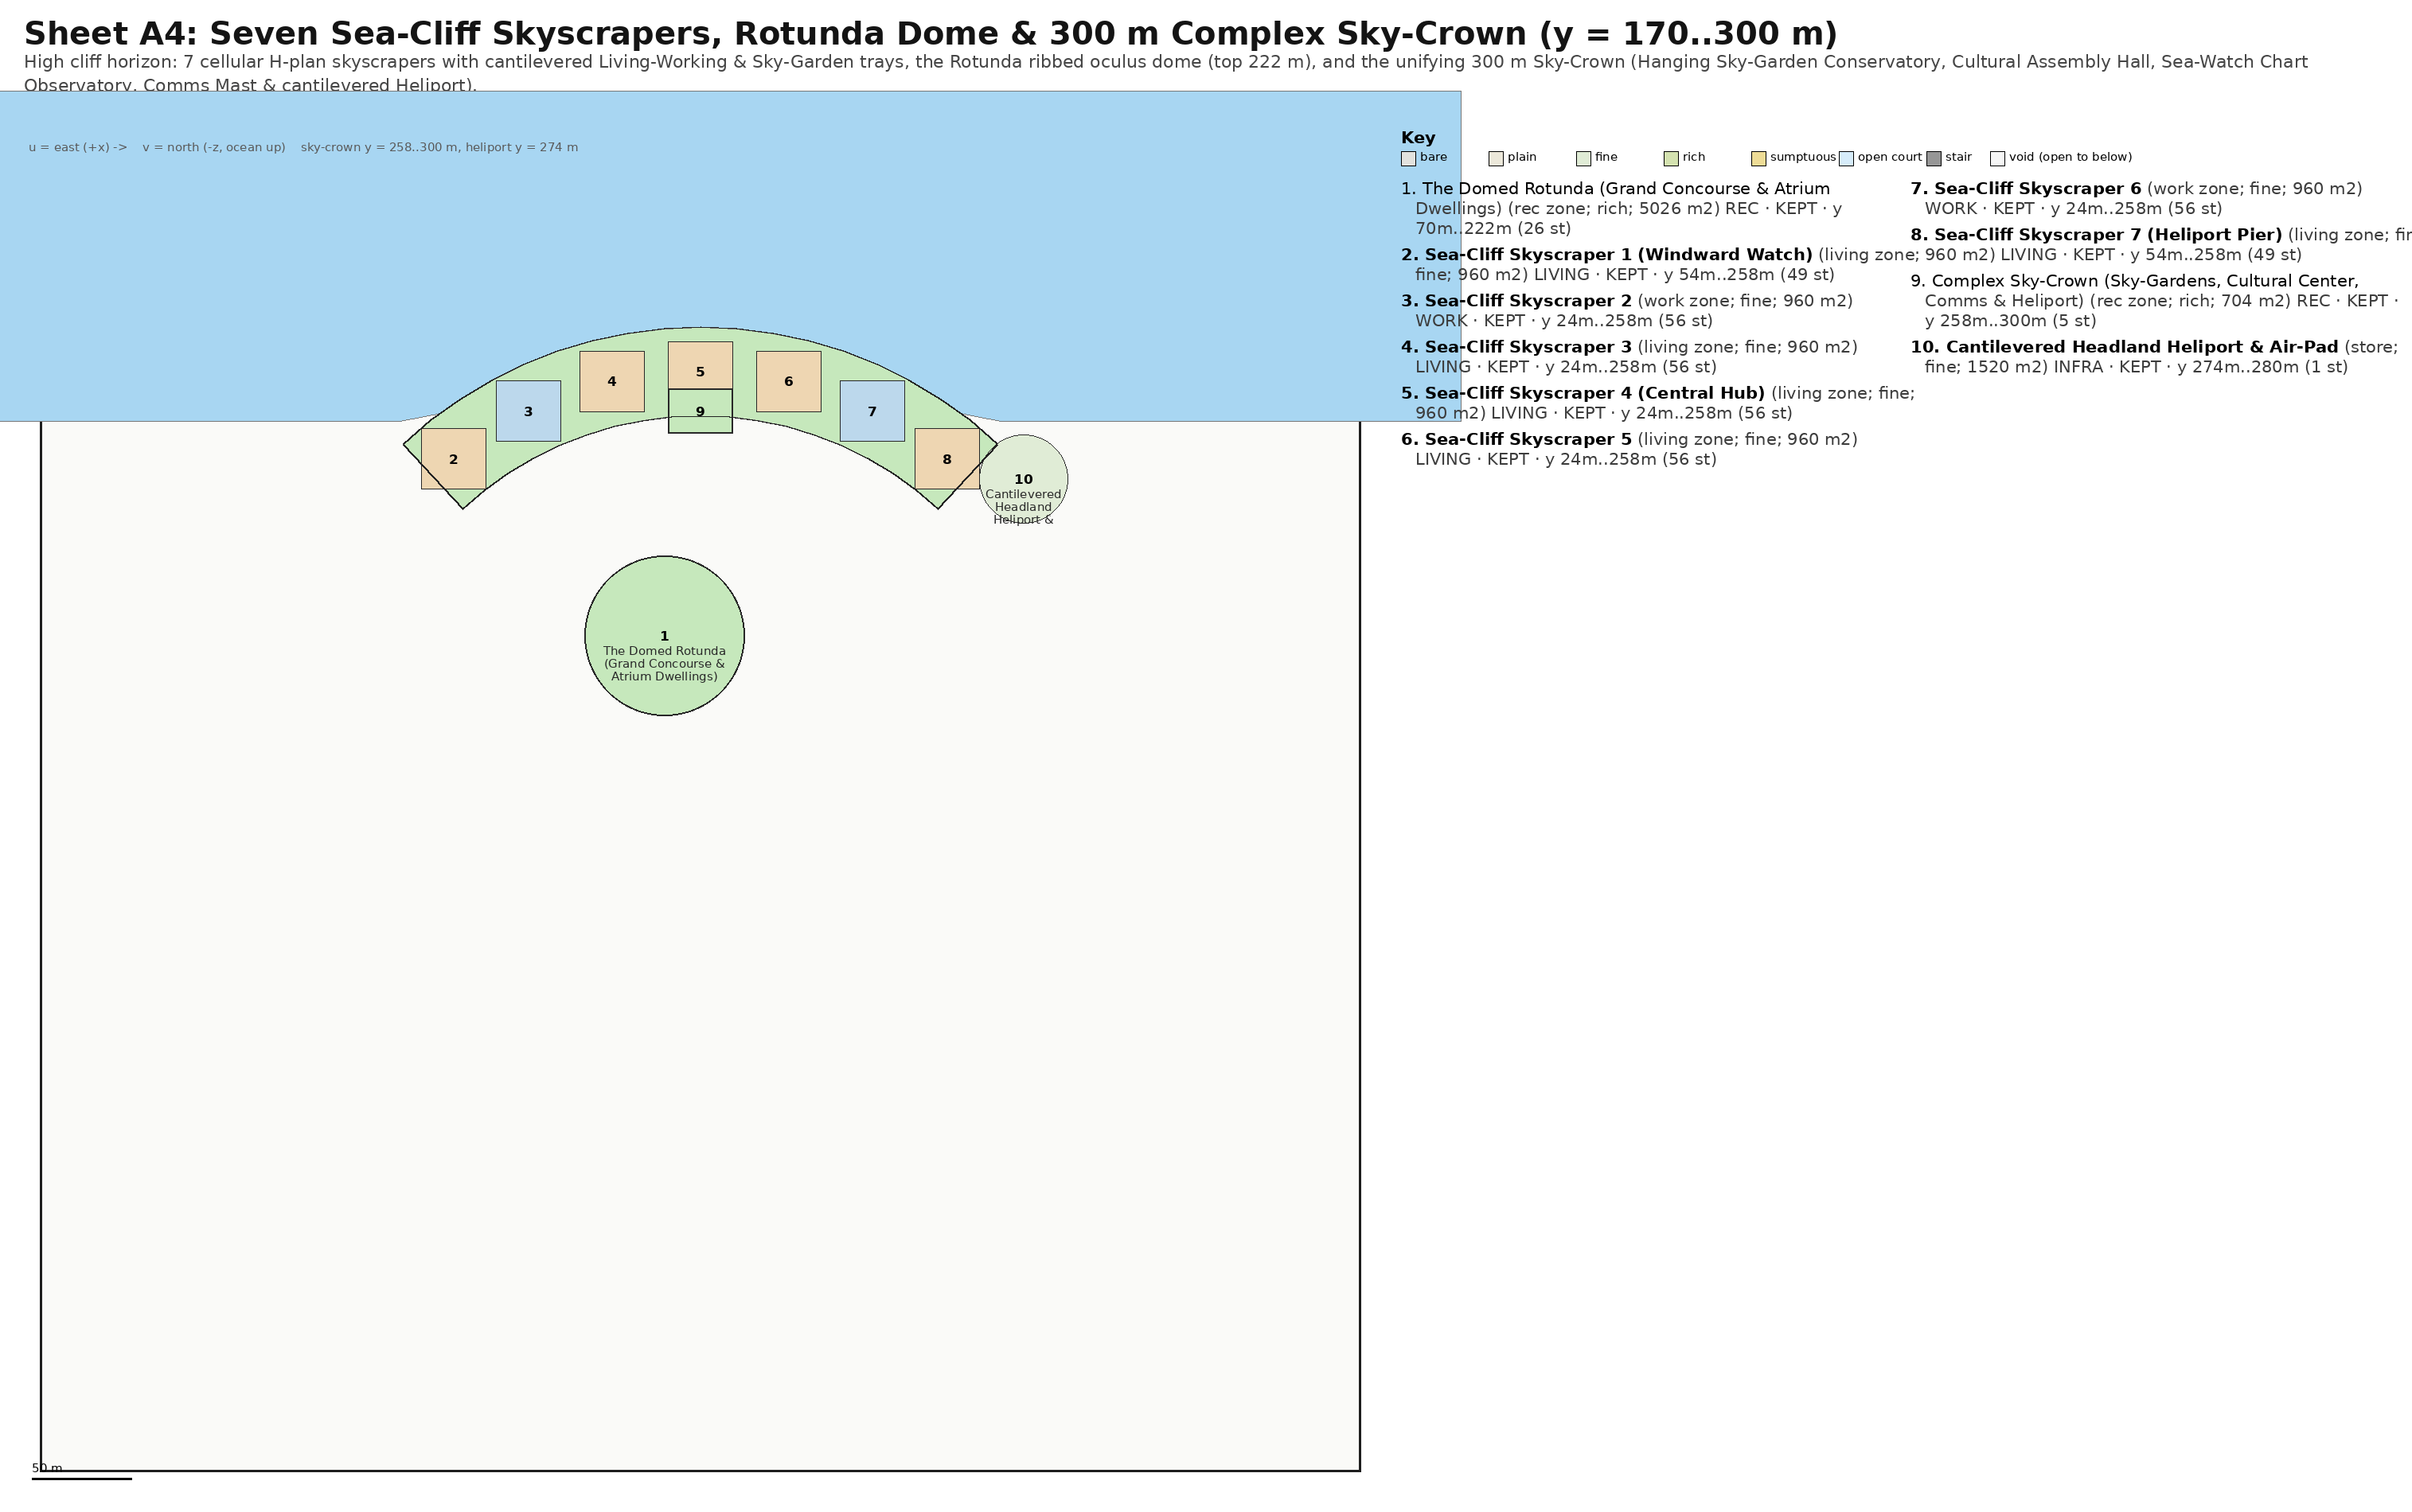 Sheet A4: Seven Sea-Cliff Skyscrapers, Rotunda Dome & 300 m Complex Sky-Crown (y = 170..300 m)
High cliff horizon: 7 cellular H-plan skyscrapers with cantilevered Living-Working & Sky-Garden trays, the Rotunda ribbed oculus dome (top 222 m), and the unifying 300 m Sky-Crown (Hanging Sky-Garden Conservatory, Cultural Assembly Hall, Sea-Watch Chart
Observatory, Comms Mast & cantilevered Heliport).
u = east (+x) -> v = north (-z, ocean up) sky-crown y = 258..300 m, heliport y = 274 m
5
4
6
3
9
7
2
8
10
Cantilevered
Headland
Heliport &
1
The Domed Rotunda
(Grand Concourse &
Atrium Dwellings)
50 m
Key
bare
plain
fine
rich
sumptuous
open court
stair
void (open to below)
1. The Domed Rotunda (Grand Concourse & Atrium
Dwellings) (rec zone; rich; 5026 m2) REC · KEPT · y
70m..222m (26 st)
2. Sea-Cliff Skyscraper 1 (Windward Watch) (living zone;
fine; 960 m2) LIVING · KEPT · y 54m..258m (49 st)
3. Sea-Cliff Skyscraper 2 (work zone; fine; 960 m2)
WORK · KEPT · y 24m..258m (56 st)
4. Sea-Cliff Skyscraper 3 (living zone; fine; 960 m2)
LIVING · KEPT · y 24m..258m (56 st)
5. Sea-Cliff Skyscraper 4 (Central Hub) (living zone; fine;
960 m2) LIVING · KEPT · y 24m..258m (56 st)
6. Sea-Cliff Skyscraper 5 (living zone; fine; 960 m2)
LIVING · KEPT · y 24m..258m (56 st)
7. Sea-Cliff Skyscraper 6 (work zone; fine; 960 m2)
WORK · KEPT · y 24m..258m (56 st)
8. Sea-Cliff Skyscraper 7 (Heliport Pier) (living zone;
960 m2) LIVING · KEPT · y 54m..258m (49 st)
9. Complex Sky-Crown (Sky-Gardens, Cultural Center,
Comms & Heliport) (rec zone; rich; 704 m2) REC · KEPT ·
y 258m..300m (5 st)
10. Cantilevered Headland Heliport & Air-Pad (store;
fine; 1520 m2) INFRA · KEPT · y 274m..280m (1 st)